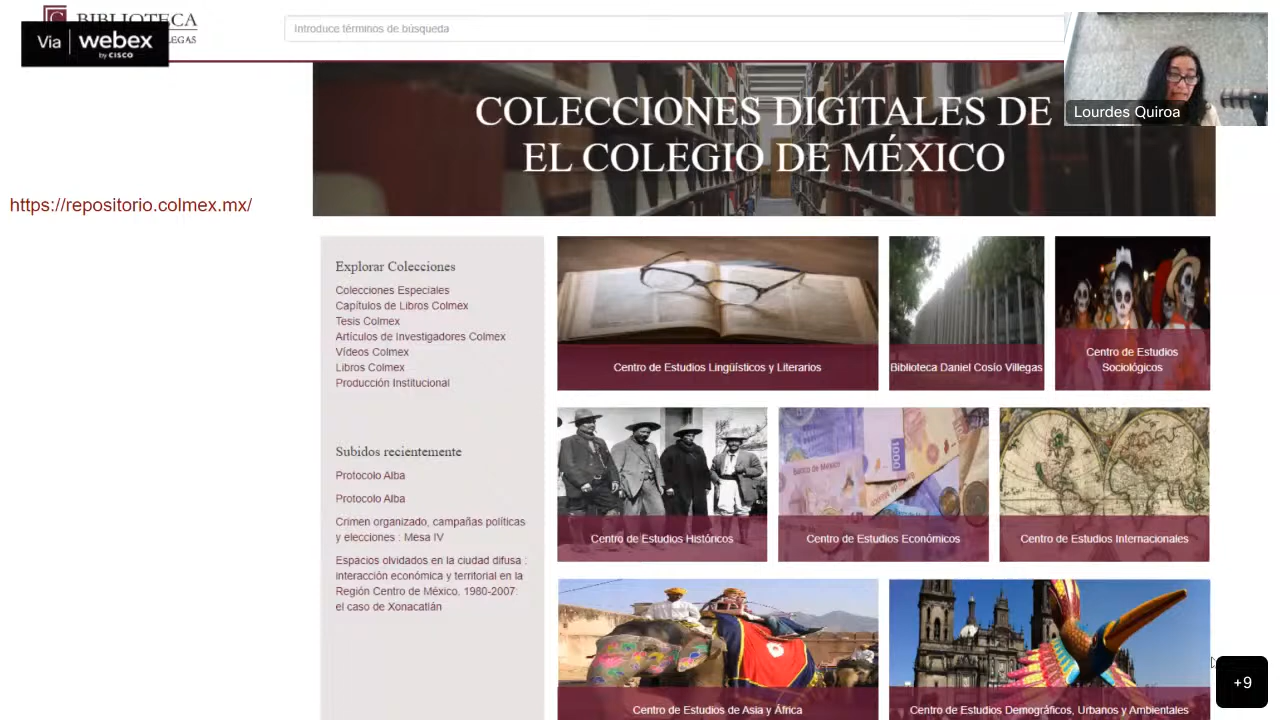 BIBLIOTECA
Via webex
by CISCO
Introduce términos de búsqueda
COLECCIONES DIGITALES DE
EL COLEGIO DE MÉXICO
Lourdes Quiroa
https://repositorio.colmex.mx/
Explorar Colecciones
Colecciones Especiales
Capítulos de Libros Colmex
Tesis Colmex
Artículos de Investigadores Colmex
Vídeos Colmex
Libros Colmex
Producción Institucional
Subidos recientemente
Protocolo Alba
Protocolo Alba
Crimen organizado, campañas políticas
y elecciones : Mesa IV
Espacios olvidados en la ciudad difusa :
interacción económica y territorial en la
Región Centro de México, 1980-2007:
el caso de Xonacatlán
Centro de Estudios Lingüísticos y Literarios
Biblioteca Daniel Cosío Villegas
Centro de Estudios
Sociológicos
Centro de Estudios Históricos
Banco de México
1000
Centro de Estudios Económicos
Centro de Estudios Internacionales
Centro de Estudios de Asia y África
Centro de Estudios Demográficos, Urbanos y Ambientales
+9